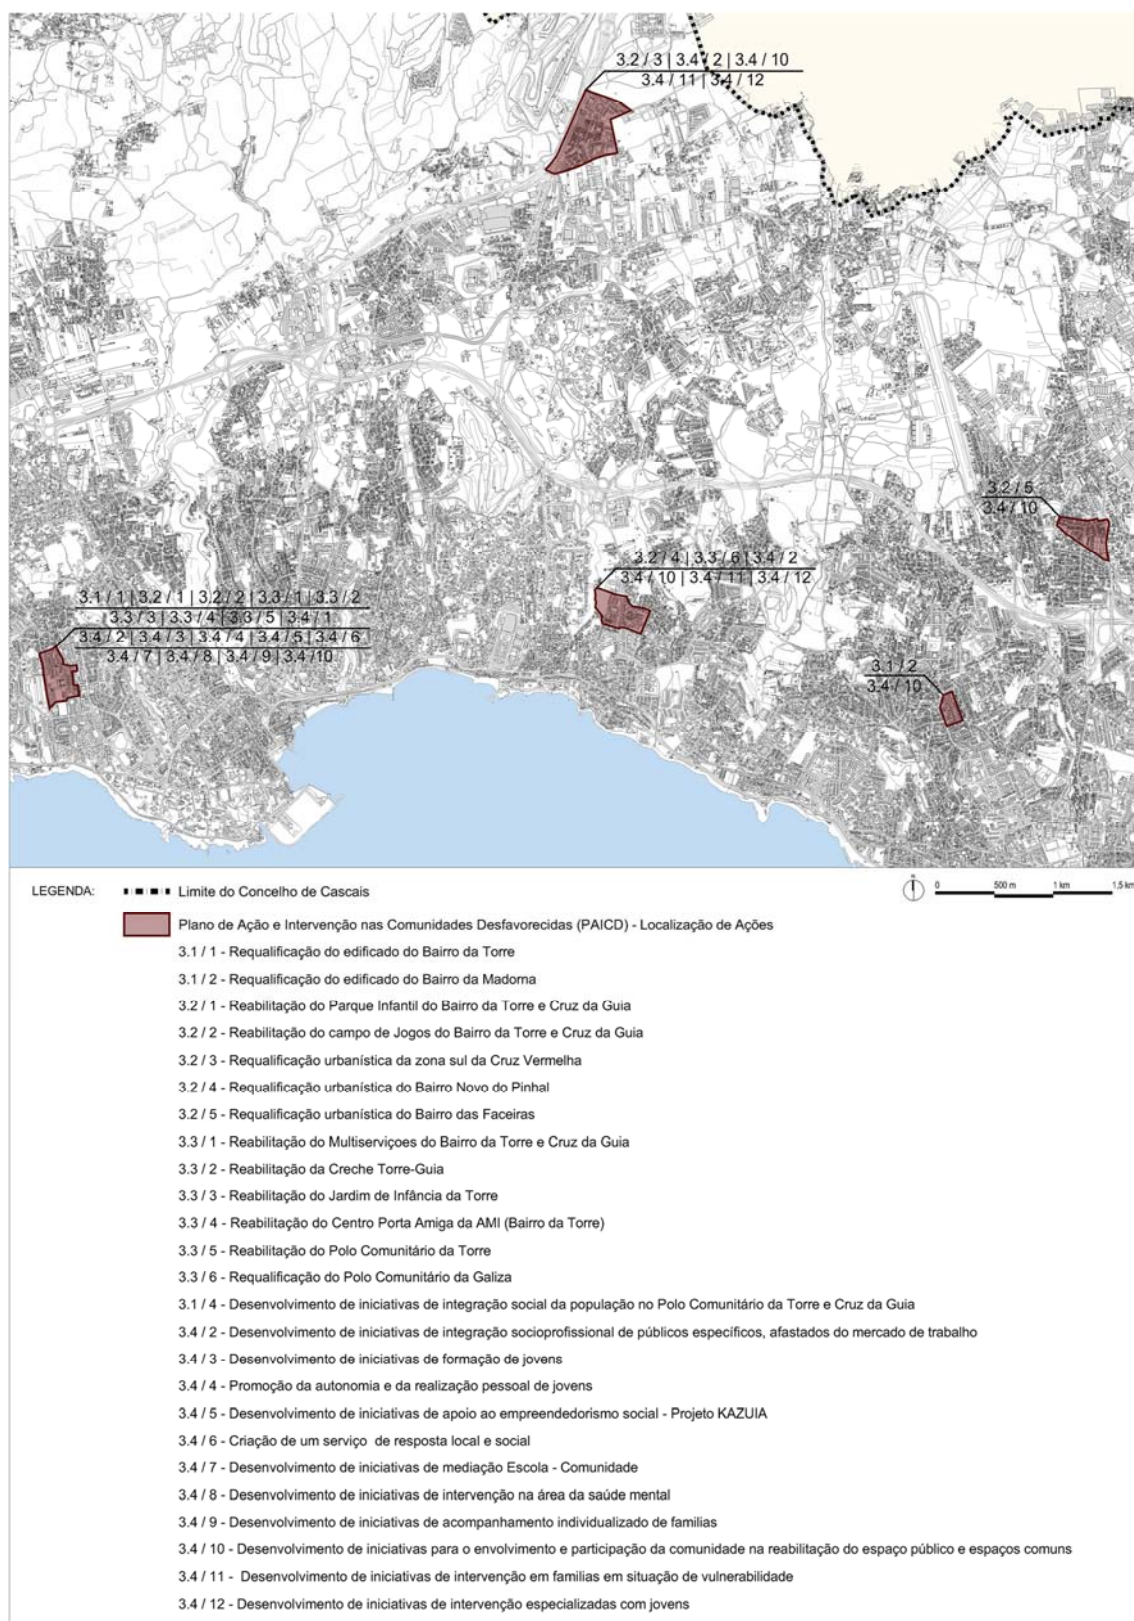 3.2 / 3 | 3.4 / 2 | 3.4 / 10
3.4 / 11 | 3.4 / 12
3.2 / 5
3.4 / 10
3.2 / 4 | 3.3 / 6 | 3.4 / 2
3.4 / 10 | 3.4 / 11 | 3.4 / 12
3.1 / 1 | 3.2 / 1 | 3.2 / 2 | 3.3 / 1 | 3.3 / 2
3.3 / 3 | 3.3 / 4 | 3.3 / 5 | 3.4 / 1
3.4 / 2 | 3.4 / 3 | 3.4 / 4 | 3.4 / 5 | 3.4 / 6
3.4 / 7 | 3.4 / 8 | 3.4 / 9 | 3.4 / 10
3.1 / 2
3.4 / 10
LEGENDA: Limite do Concelho de Cascais
N 0 500 m 1 km 1,5 km
Plano de Ação e Intervenção nas Comunidades Desfavorecidas (PAICD) - Localização de Ações
3.1 / 1 - Requalificação do edificado do Bairro da Torre
3.1 / 2 - Requalificação do edificado do Bairro da Madorna
3.2 / 1 - Reabilitação do Parque Infantil do Bairro da Torre e Cruz da Guia
3.2 / 2 - Reabilitação do campo de Jogos do Bairro da Torre e Cruz da Guia
3.2 / 3 - Requalificação urbanística da zona sul da Cruz Vermelha
3.2 / 4 - Requalificação urbanística do Bairro Novo do Pinhal
3.2 / 5 - Requalificação urbanística do Bairro das Faceiras
3.3 / 1 - Reabilitação do Multiserviçoes do Bairro da Torre e Cruz da Guia
3.3 / 2 - Reabilitação da Creche Torre-Guia
3.3 / 3 - Reabilitação do Jardim de Infância da Torre
3.3 / 4 - Reabilitação do Centro Porta Amiga da AMI (Bairro da Torre)
3.3 / 5 - Reabilitação do Polo Comunitário da Torre
3.3 / 6 - Requalificação do Polo Comunitário da Galiza
3.1 / 4 - Desenvolvimento de iniciativas de integração social da população no Polo Comunitário da Torre e Cruz da Guia
3.4 / 2 - Desenvolvimento de iniciativas de integração socioprofissional de públicos específicos, afastados do mercado de trabalho
3.4 / 3 - Desenvolvimento de iniciativas de formação de jovens
3.4 / 4 - Promoção da autonomia e da realização pessoal de jovens
3.4 / 5 - Desenvolvimento de iniciativas de apoio ao empreendedorismo social - Projeto KAZUIA
3.4 / 6 - Criação de um serviço de resposta local e social
3.4 / 7 - Desenvolvimento de iniciativas de mediação Escola - Comunidade
3.4 / 8 - Desenvolvimento de iniciativas de intervenção na área da saúde mental
3.4 / 9 - Desenvolvimento de iniciativas de acompanhamento individualizado de familias
3.4 / 10 - Desenvolvimento de iniciativas para o envolvimento e participação da comunidade na reabilitação do espaço público e espaços comuns
3.4 / 11 - Desenvolvimento de iniciativas de intervenção em familias em situação de vulnerabilidade
3.4 / 12 - Desenvolvimento de iniciativas de intervenção especializadas com jovens